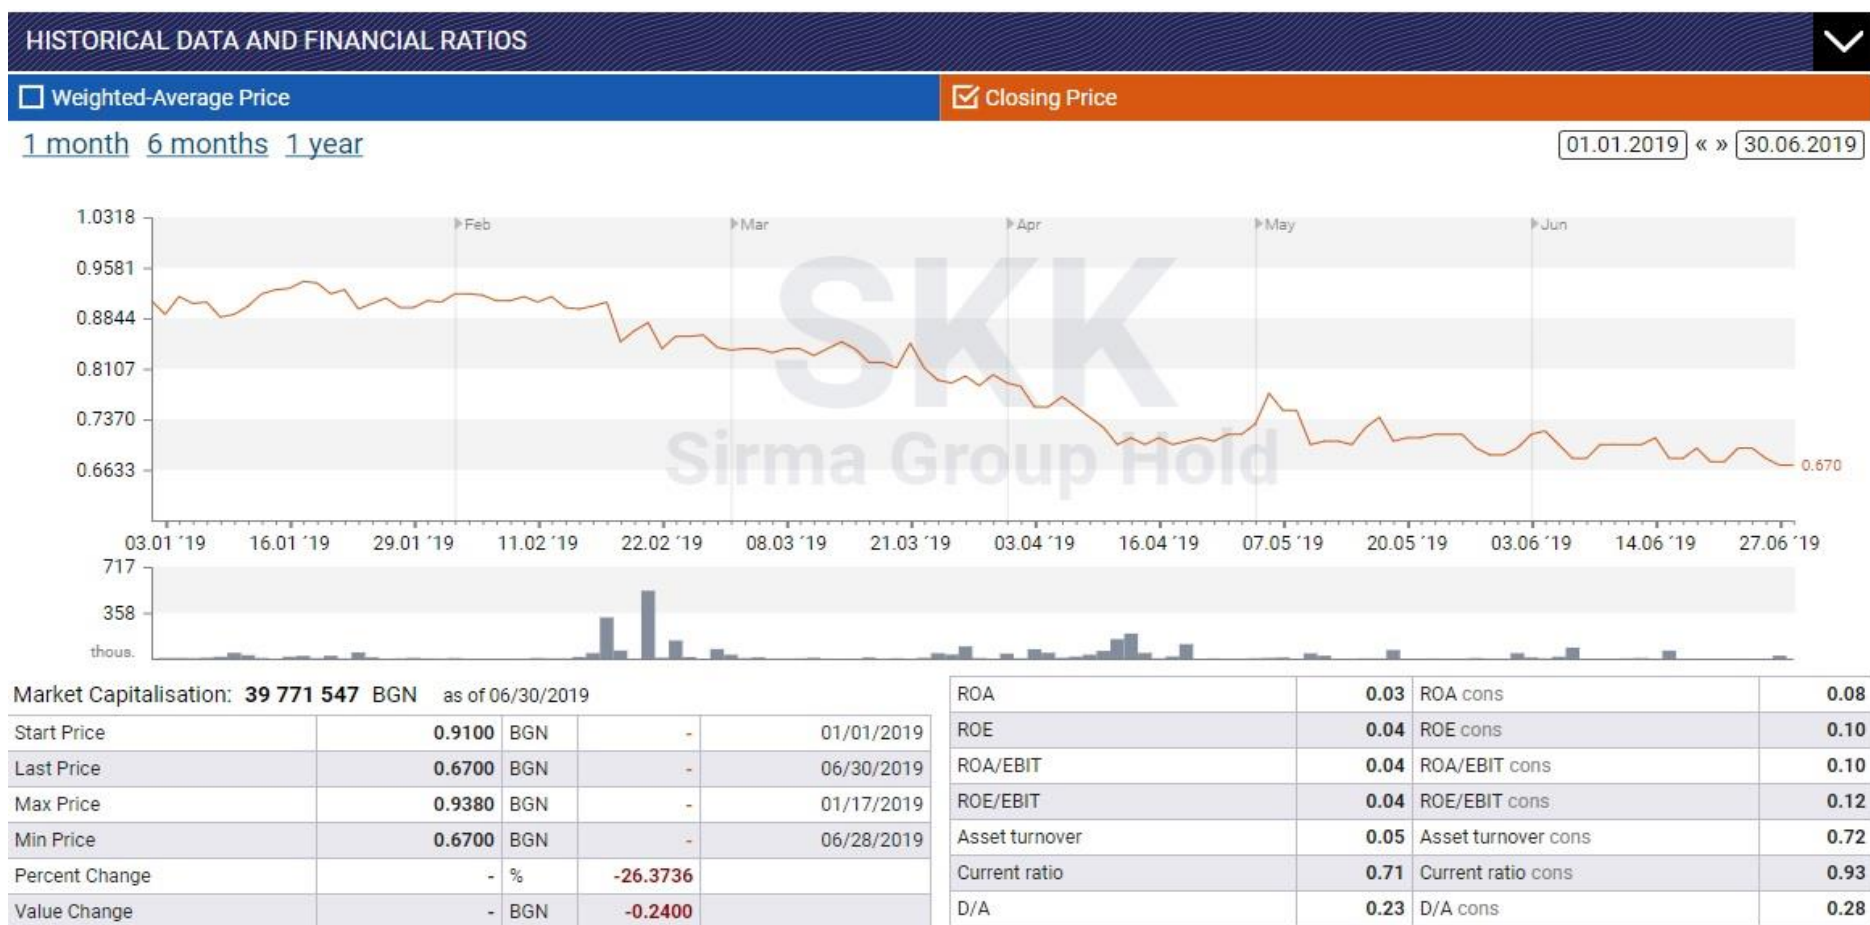 HISTORICAL DATA AND FINANCIAL RATIOS
Weighted-Average Price Closing Price
1 month 6 months 1 year 01.01.2019 « » 30.06.2019
1.0318
Feb Mar Apr May Jun
0.9581
0.8844
0.8107
0.7370
0.6633
SKK
Sirma Group Hold
0.670
03.01 ´19 16.01 ´19 29.01 ´19 11.02 ´19 22.02 ´19 08.03 ´19 21.03 ´19 03.04 ´19 16.04 ´19 07.05 ´19 20.05 ´19 03.06 ´19 14.06 ´19 27.06 ´19
717
358
thous.
Market Capitalisation: 39 771 547 BGN as of 06/30/2019
Start Price 0.9100 BGN - 01/01/2019
Last Price 0.6700 BGN - 06/30/2019
Max Price 0.9380 BGN - 01/17/2019
Min Price 0.6700 BGN - 06/28/2019
Percent Change - % -26.3736
Value Change - BGN -0.2400
ROA 0.03 ROA cons 0.08
ROE 0.04 ROE cons 0.10
ROA/EBIT 0.04 ROA/EBIT cons 0.10
ROE/EBIT 0.04 ROE/EBIT cons 0.12
Asset turnover 0.05 Asset turnover cons 0.72
Current ratio 0.71 Current ratio cons 0.93
D/A 0.23 D/A cons 0.28